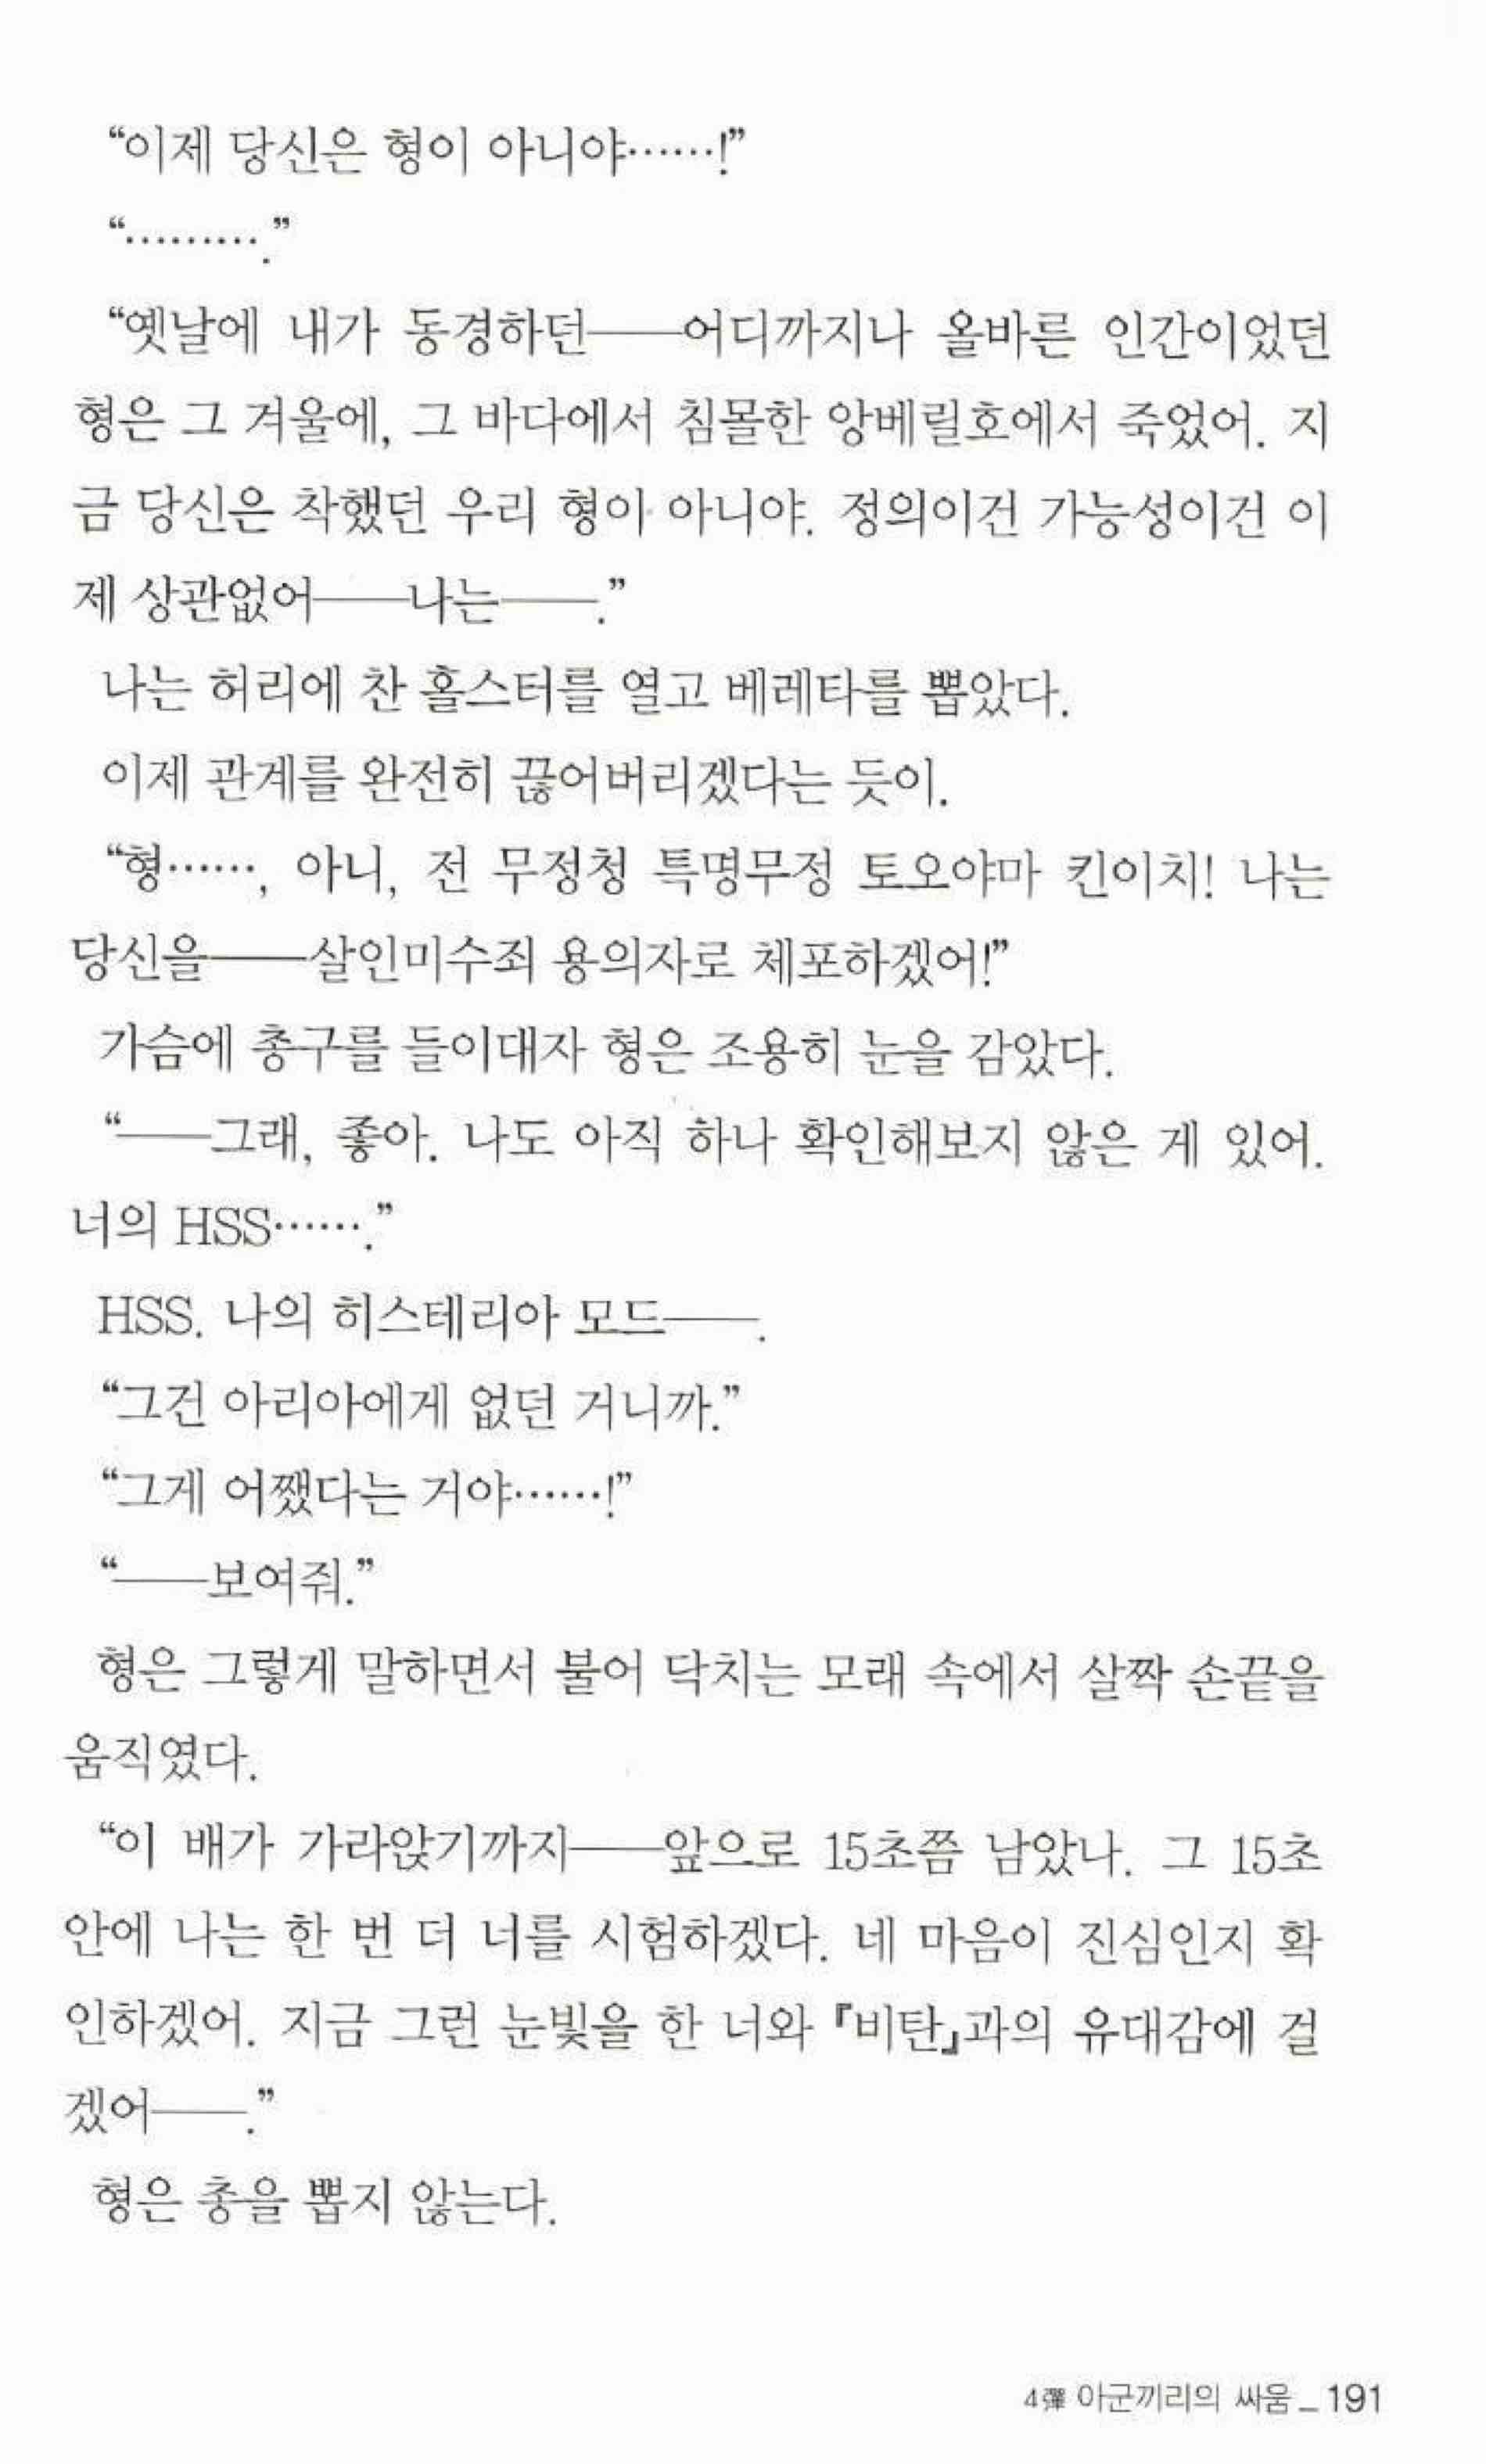 “이제 당신은 형이 아니야……!”
“……….”
“옛날에 내가 동경하던──어디까지나 올바른 인간이었던
형은 그 겨울에, 그 바다에서 침몰한 앙베릴호에서 죽었어. 지
금 당신은 착했던 우리 형이 아니야. 정의이건 가능성이건 이
제 상관없어──나는──.”
나는 허리에 찬 홀스터를 열고 베레타를 뽑았다.
이제 관계를 완전히 끊어버리겠다는 듯이.
“형……, 아니, 전 무정청 특명무정 토오야마 킨이치! 나는
당신을──살인미수죄 용의자로 체포하겠어!”
가슴에 총구를 들이대자 형은 조용히 눈을 감았다.
“──그래, 좋아. 나도 아직 하나 확인해보지 않은 게 있어.
너의 HSS…….”
HSS. 나의 히스테리아 모드──.
“그건 아리아에게 없던 거니까.”
“그게 어쨌다는 거야……!”
“──보여줘.”
형은 그렇게 말하면서 불어 닥치는 모래 속에서 살짝 손끝을
움직였다.
“이 배가 가라앉기까지──앞으로 15초쯤 남았나. 그 15초
안에 나는 한 번 더 너를 시험하겠다. 네 마음이 진심인지 확
인하겠어. 지금 그런 눈빛을 한 너와 『비탄』과의 유대감에 걸
겠어──.”
형은 총을 뽑지 않는다.
4彈 아군끼리의 싸움_191